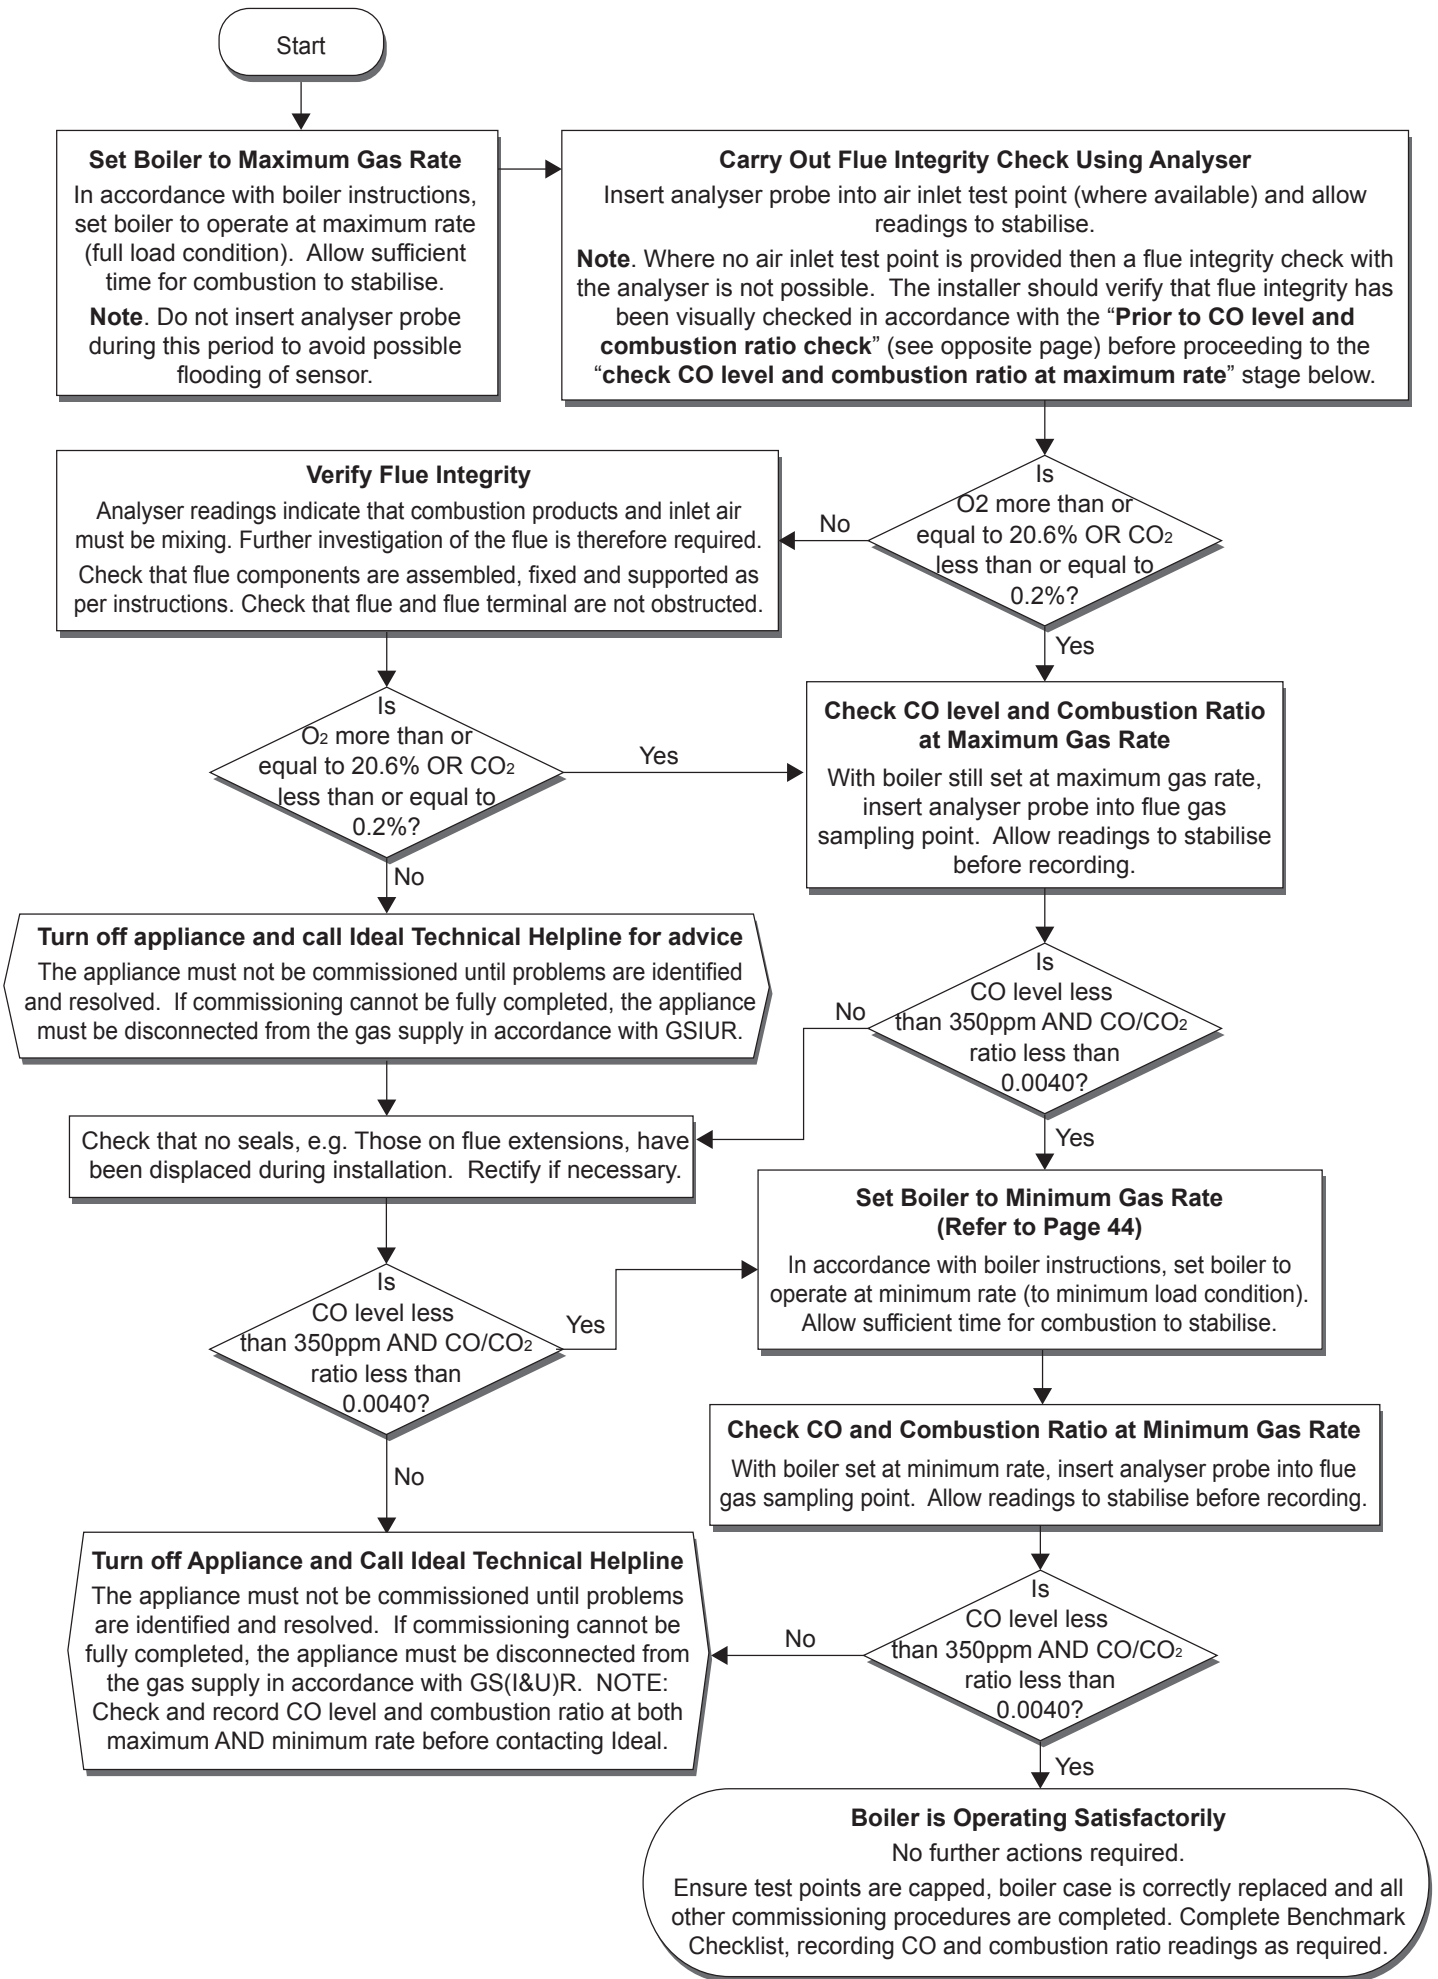 Start
Set Boiler to Maximum Gas Rate
In accordance with boiler instructions,
set boiler to operate at maximum rate
(full load condition).  Allow sufficient
time for combustion to stabilise.
Note. Do not insert analyser probe
during this period to avoid possible
flooding of sensor.
Carry Out Flue Integrity Check Using Analyser
Insert analyser probe into air inlet test point (where available) and allow
readings to stabilise.
Note. Where no air inlet test point is provided then a flue integrity check with
the analyser is not possible.  The installer should verify that flue integrity has
been visually checked in accordance with the “Prior to CO level and
combustion ratio check” (see opposite page) before proceeding to the
“check CO level and combustion ratio at maximum rate” stage below.
Is
O2 more than or
equal to 20.6% OR CO2
less than or equal to
0.2%?
No
Yes
Verify Flue Integrity
Analyser readings indicate that combustion products and inlet air
must be mixing. Further investigation of the flue is therefore required.
Check that flue components are assembled, fixed and supported as
per instructions. Check that flue and flue terminal are not obstructed.
Is
O2 more than or
equal to 20.6% OR CO2
less than or equal to
0.2%?
Yes
No
Check CO level and Combustion Ratio
at Maximum Gas Rate
With boiler still set at maximum gas rate,
insert analyser probe into flue gas
sampling point.  Allow readings to stabilise
before recording.
Turn off appliance and call Ideal Technical Helpline for advice
The appliance must not be commissioned until problems are identified
and resolved.  If commissioning cannot be fully completed, the appliance
must be disconnected from the gas supply in accordance with GSIUR.
Is
CO level less
than 350ppm AND CO/CO2
ratio less than
0.0040?
No
Yes
Check that no seals, e.g. Those on flue extensions, have
been displaced during installation.  Rectify if necessary.
Set Boiler to Minimum Gas Rate
(Refer to Page 44)
In accordance with boiler instructions, set boiler to
operate at minimum rate (to minimum load condition).
Allow sufficient time for combustion to stabilise.
Is
CO level less
than 350ppm AND CO/CO2
ratio less than
0.0040?
Yes
No
Check CO and Combustion Ratio at Minimum Gas Rate
With boiler set at minimum rate, insert analyser probe into flue
gas sampling point.  Allow readings to stabilise before recording.
Turn off Appliance and Call Ideal Technical Helpline
The appliance must not be commissioned until problems
are identified and resolved.  If commissioning cannot be
fully completed, the appliance must be disconnected from
the gas supply in accordance with GS(I&U)R.  NOTE:
Check and record CO level and combustion ratio at both
maximum AND minimum rate before contacting Ideal.
Is
CO level less
than 350ppm AND CO/CO2
ratio less than
0.0040?
No
Yes
Boiler is Operating Satisfactorily
No further actions required.
Ensure test points are capped, boiler case is correctly replaced and all
other commissioning procedures are completed. Complete Benchmark
Checklist, recording CO and combustion ratio readings as required.